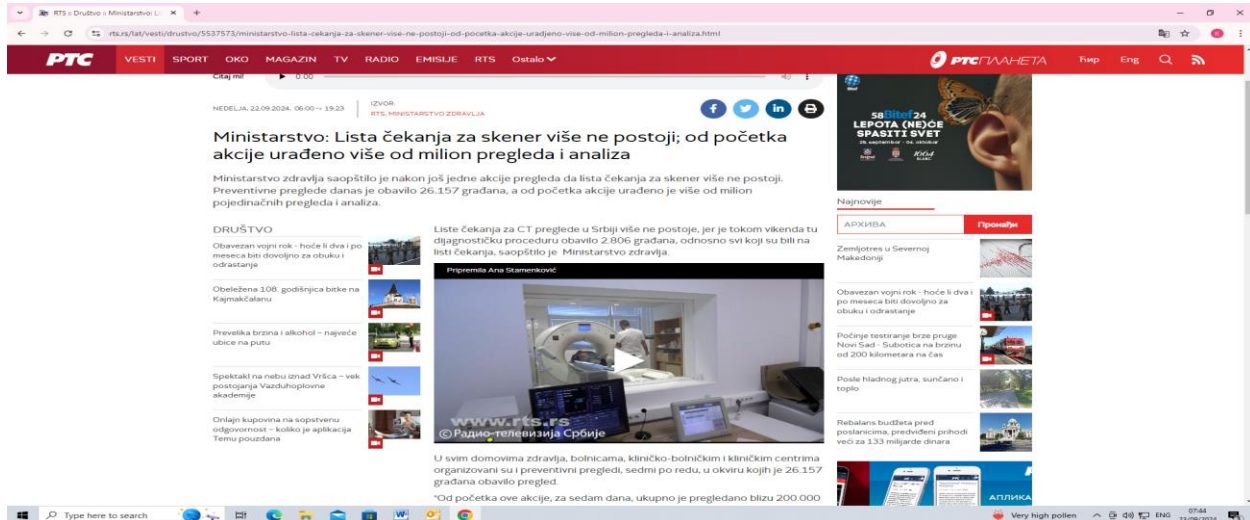 RTS :: Društvo :: Ministarstvo: Li
rts.rs/lat/vesti/drustvo/5537573/ministarstvo-lista-cekanja-za-skener-vise-ne-postoji-od-pocetka-akcije-uradjeno-vise-od-milion-pregleda-i-analiza.html
РТС VESTI SPORT OKO MAGAZIN TV RADIO EMISIJE RTS Ostalo
РТС ПЛАНЕТА Ћир Eng
Čitaj mi! 0:00
NEDELJA, 22.09.2024, 06:00 -> 19:23
IZVOR:
RTS, MINISTARSTVO ZDRAVLJA
Ministarstvo: Lista čekanja za skener više ne postoji; od početka
akcije urađeno više od milion pregleda i analiza
Ministarstvo zdravlja saopštilo je nakon još jedne akcije pregleda da lista čekanja za skener više ne postoji.
Preventivne preglede danas je obavilo 26.157 građana, a od početka akcije urađeno je više od milion
pojedinačnih pregleda i analiza.
DRUŠTVO
Obavezan vojni rok - hoće li dva i po
meseca biti dovoljno za obuku i
odrastanje
Obeležena 108. godišnjica bitke na
Kajmakčalanu
Prevelika brzina i alkohol – najveće
ubice na putu
Spektakl na nebu iznad Vršca – vek
postojanja Vazduhoplovne
akademije
Onlajn kupovina na sopstvenu
odgovornost – koliko je aplikacija
Temu pouzdana
Liste čekanja za CT preglede u Srbiji više ne postoje, jer je tokom vikenda tu
dijagnostičku proceduru obavilo 2.806 građana, odnosno svi koji su bili na
listi čekanja, saopštilo je Ministarstvo zdravlja.
Pripremila Ana Stamenković
www.rts.rs
© Радио-телевизија Србије
U svim domovima zdravlja, bolnicama, kliničko-bolničkim i kliničkim centrima
organizovani su i preventivni pregledi, sedmi po redu, u okviru kojih je 26.157
građana obavilo pregled.
"Od početka ove akcije, za sedam dana, ukupno je pregledano blizu 200.000
Bitef
58Bitef24
LEPOTA (NE)ĆE
SPASITI SVET
25. septembar - 04. oktobar
1664
BLANC
Najnovije
АРХИВА Пронађи
Zemljotres u Severnoj
Makedoniji
Obavezan vojni rok - hoće li dva i
po meseca biti dovoljno za
obuku i odrastanje
Počinje testiranje brze pruge
Novi Sad - Subotica na brzinu
od 200 kilometara na čas
Posle hladnog jutra, sunčano i
toplo
Rebalans budžeta pred
poslanicima, predviđeni prihodi
veći za 133 milijarde dinara
АПЛИКА
Type here to search
Very high pollen ENG 07:44
23/09/2024